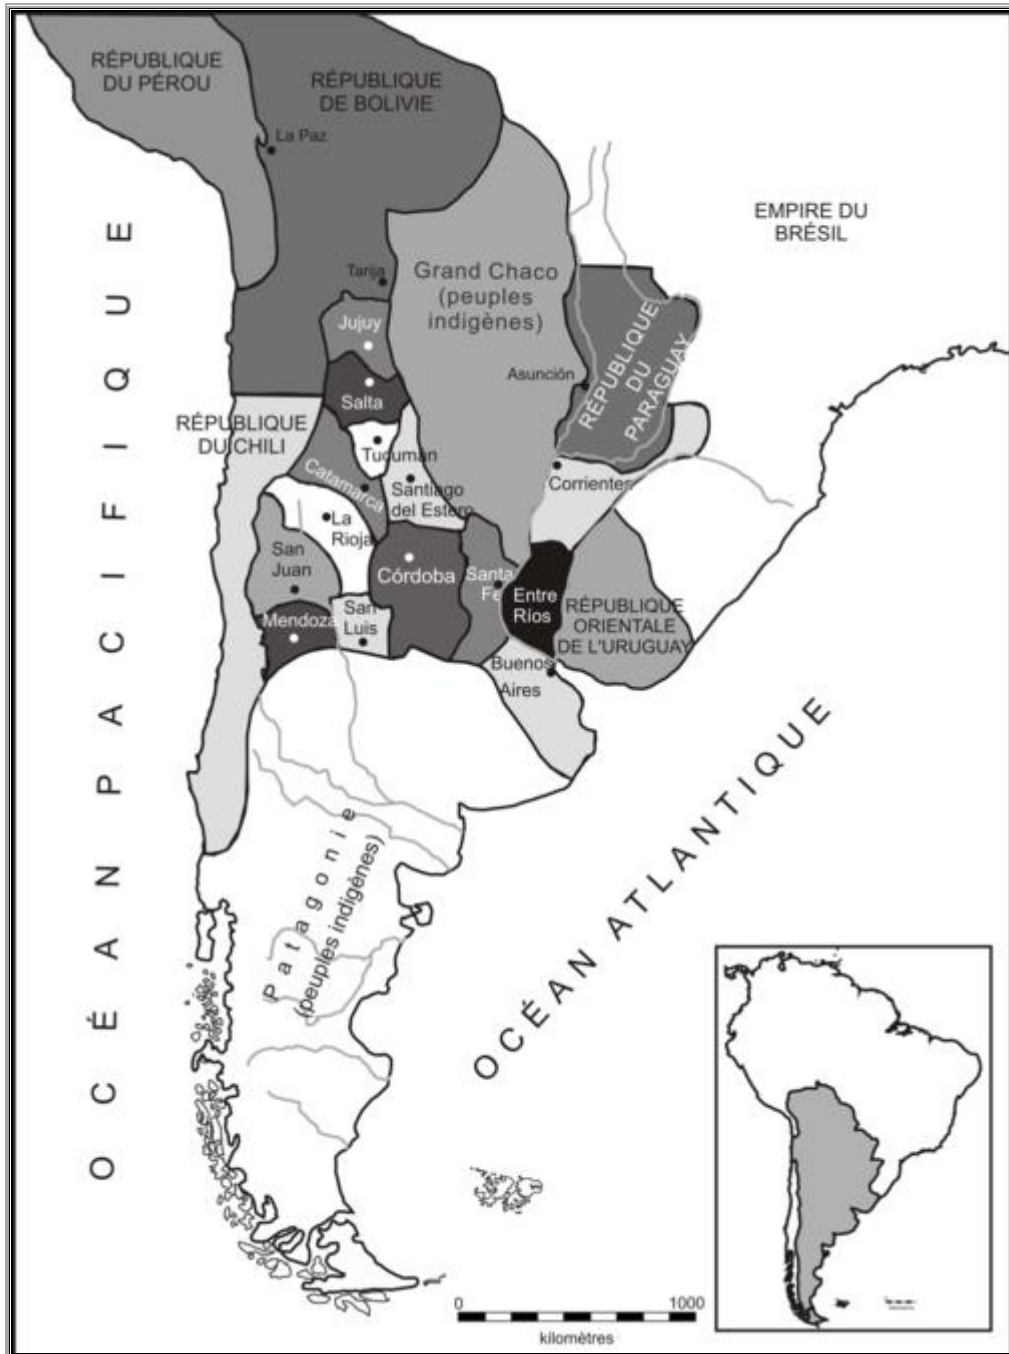 RÉPUBLIQUE
DU PÉROU
RÉPUBLIQUE
DE BOLIVIE
La Paz
EMPIRE DU
BRÉSIL
Tarija
Grand Chaco
(peuples
indigènes)
Jujuy
Salta
Asunción
RÉPUBLIQUE
DU
PARAGUAY
RÉPUBLIQUE
DU CHILI
Tucumán
Catamarca
Santiago
del Estero
Corrientes
La
Rioja
San
Juan
Córdoba
Santa
Fe
Entre
Ríos
Mendoza
San
Luis
RÉPUBLIQUE
ORIENTALE
DE L'URUGUAY
Buenos
Aires
OCÉAN PACIFIQUE
Patagonie
(peuples indigènes)
OCÉAN ATLANTIQUE
0 1000
kilomètres